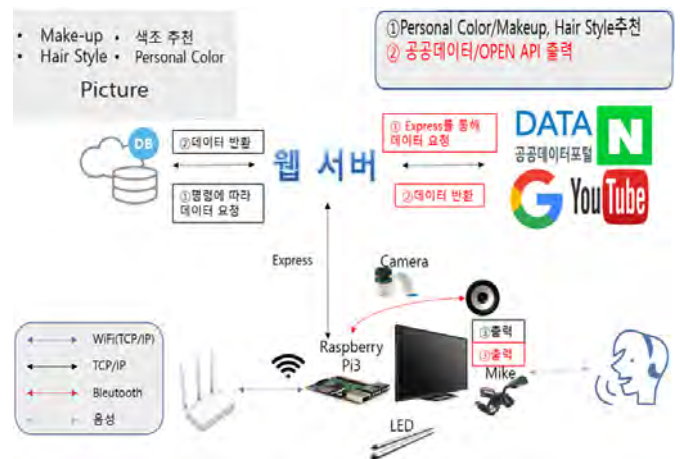 • Make-up • 색조 추천
• Hair Style • Personal Color
Picture
①Personal Color/Makeup, Hair Style추천
② 공공데이터/OPEN API 출력
DB
②데이터 반환
①명령에 따라
데이터 요청
웹 서버
① Express를 통해
데이터 요청
②데이터 반환
DATA
공공데이터포털
N
G
YouTube
Express
Camera
WiFi(TCP/IP)
TCP/IP
Bleutooth
음성
Raspberry
Pi3
③출력
③출력
Mike
LED